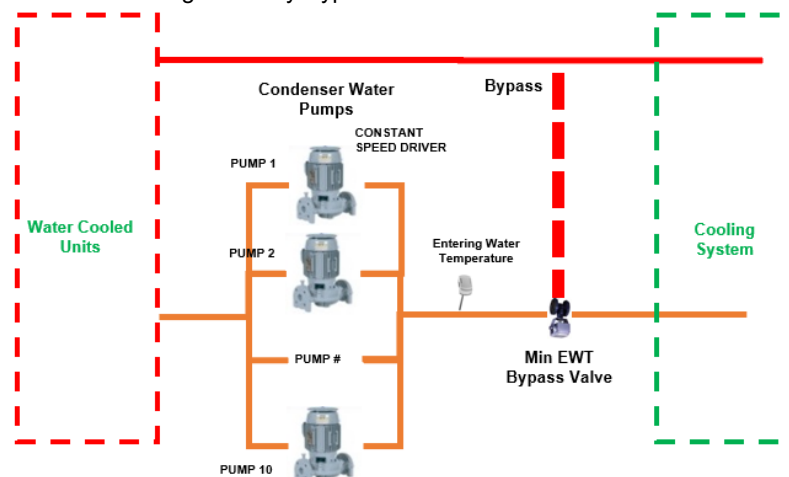 Bypass
Condenser Water
Pumps
CONSTANT
SPEED DRIVER
PUMP 1
Water Cooled
Units
PUMP 2
Entering Water
Temperature
Cooling
System
PUMP #
Min EWT
Bypass Valve
PUMP 10